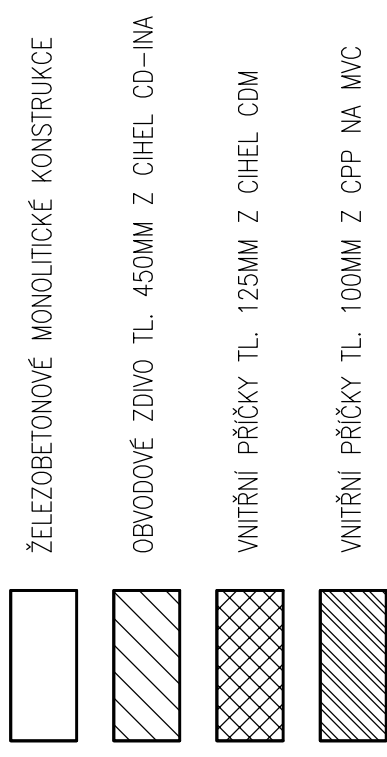 ŽELEZOBETONOVÉ MONOLITICKÉ KONSTRUKCE
OBVODOVÉ ZDIVO TL. 450MM Z CIHEL CD-INA
VNITŘNÍ PŘÍČKY TL. 125MM Z CIHEL CDM
VNITŘNÍ PŘÍČKY TL. 100MM Z CPP NA MVC